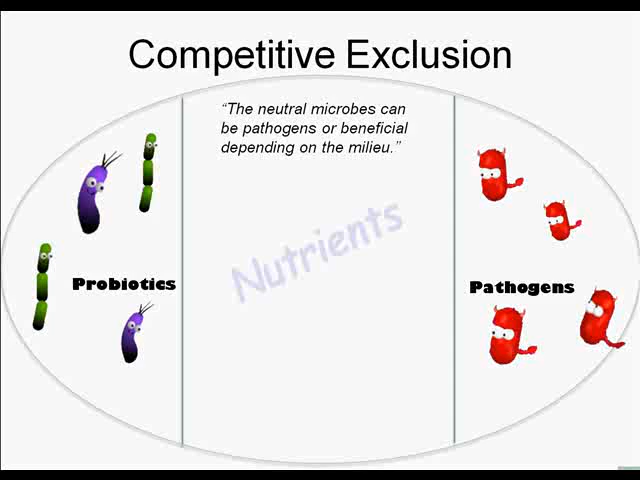 Competitive Exclusion
“The neutral microbes can
be pathogens or beneficial
depending on the milieu.”
Nutrients
Probiotics
Pathogens